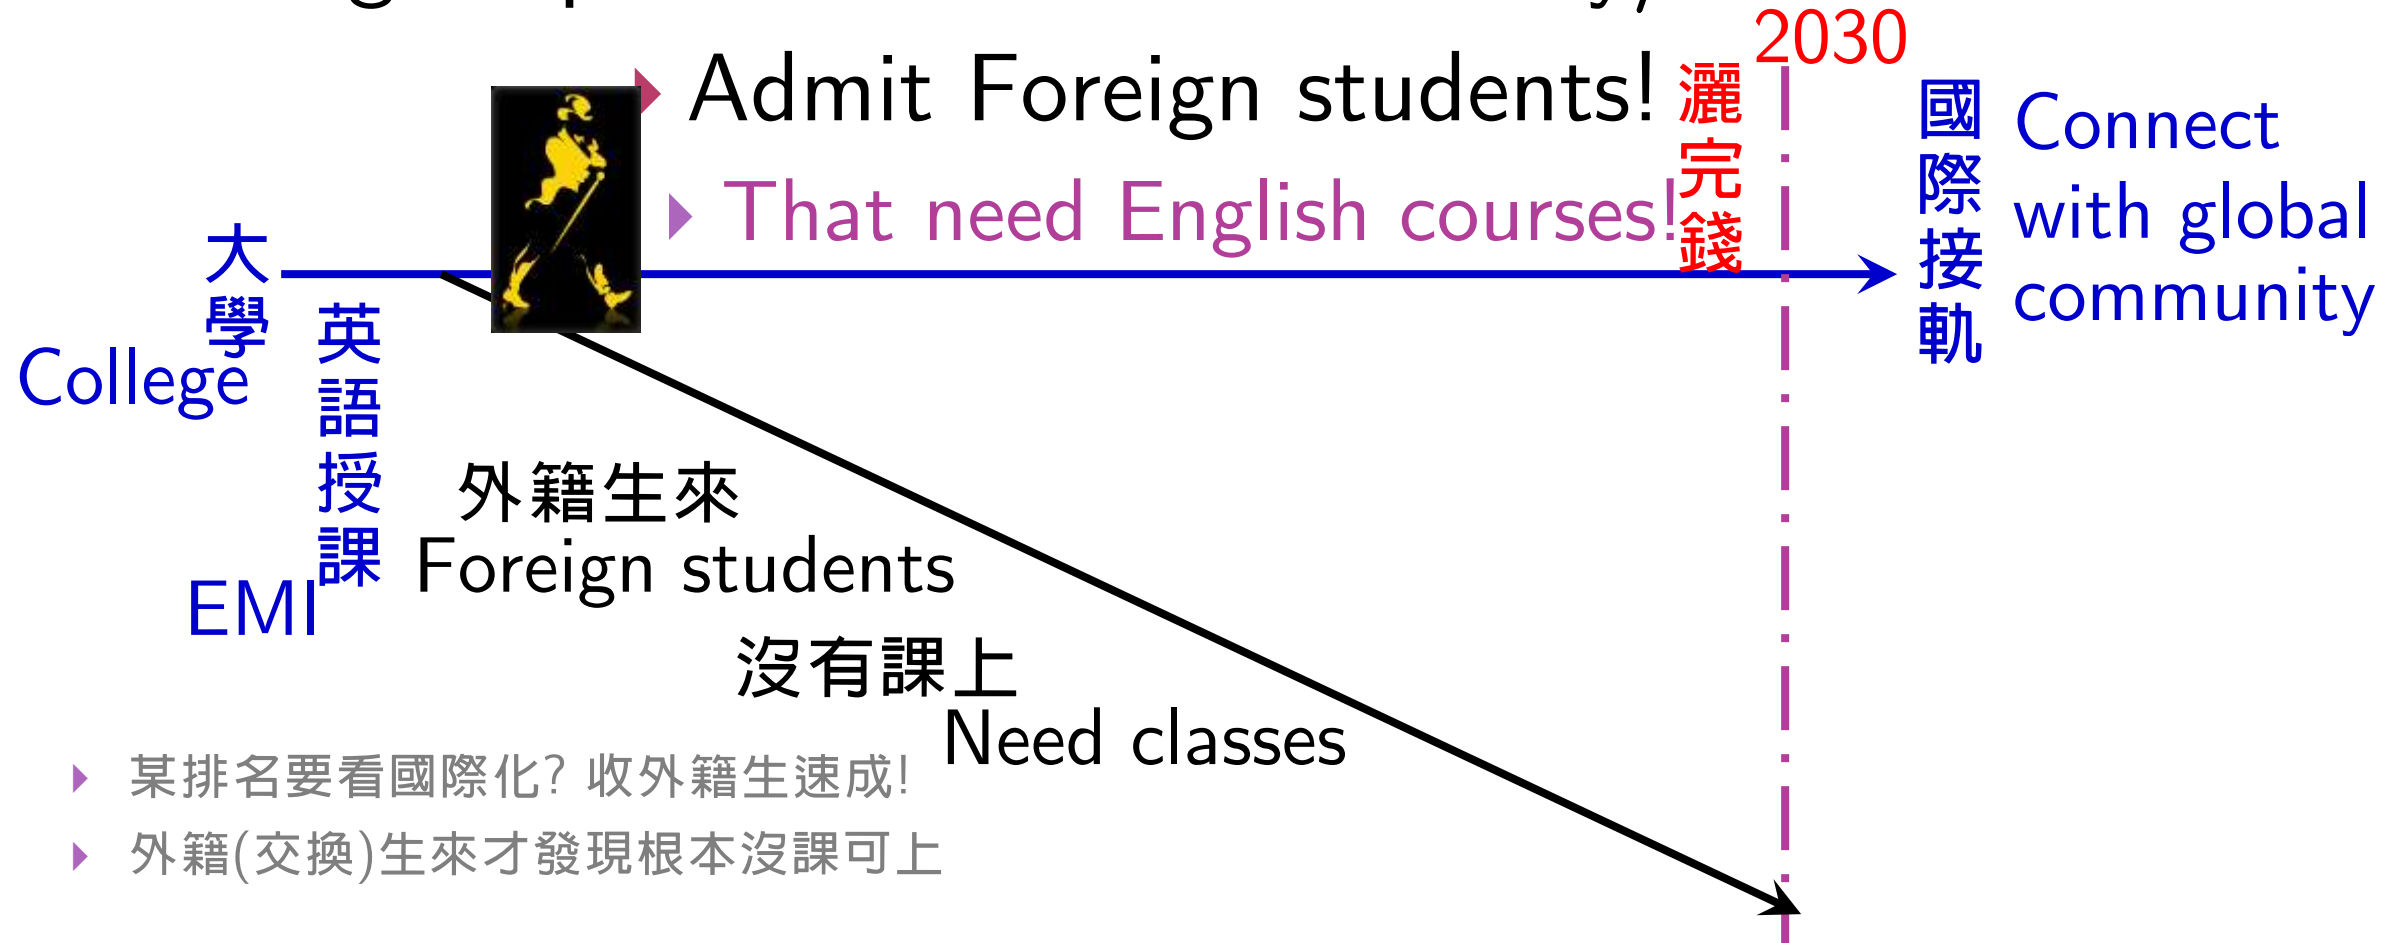 2030
Admit Foreign students!
That need English courses!
灑完錢
國際接軌
Connect
with global
community
大學
College
英語授課
EMI
外籍生來
Foreign students
沒有課上
Need classes
某排名要看國際化? 收外籍生速成!
外籍(交換)生來才發現根本沒課可上